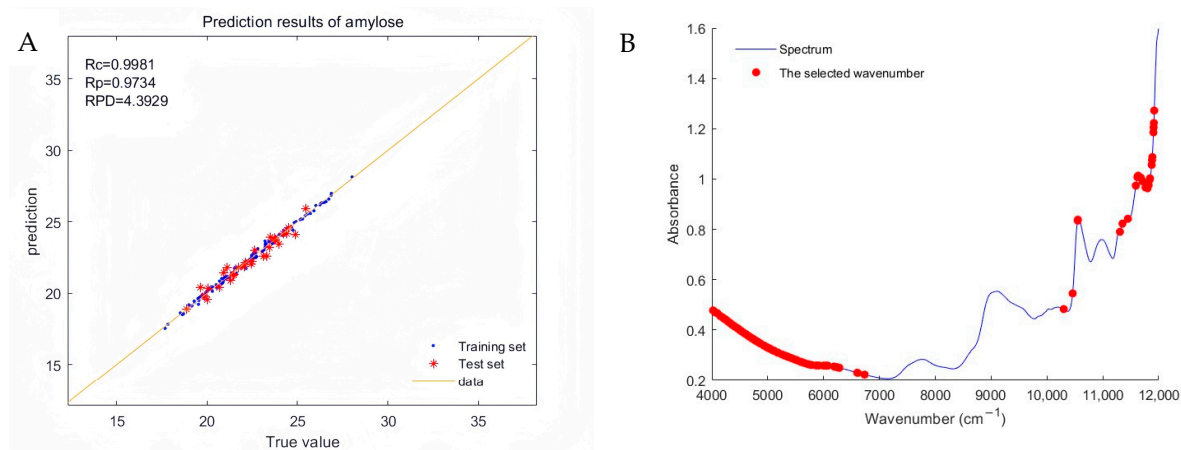 A
Prediction results of amylose
Rc=0.9981
Rp=0.9734
RPD=4.3929
35
30
25
20
15
prediction
Training set
Test set
data
15 20 25 30 35
True value
B
Spectrum
The selected wavenumber
1.6
1.4
1.2
1
0.8
0.6
0.4
0.2
Absorbance
4000 5000 6000 7000 8000 9000 10,000 11,000 12,000
Wavenumber (cm⁻¹)